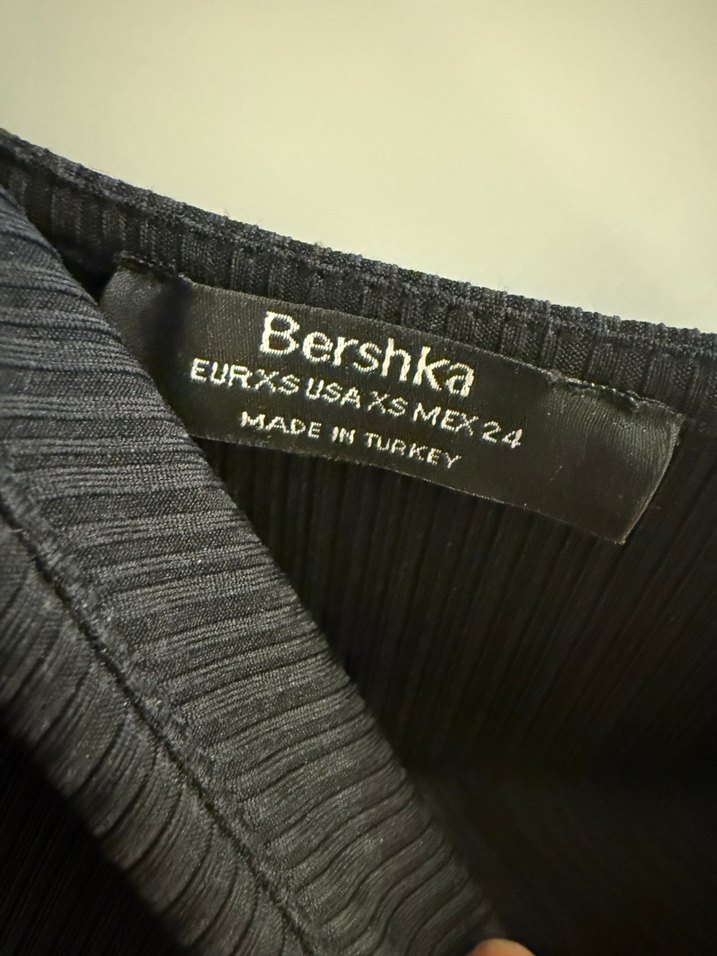 Bershka
EUR XS USA XS MEX 24
MADE IN TURKEY